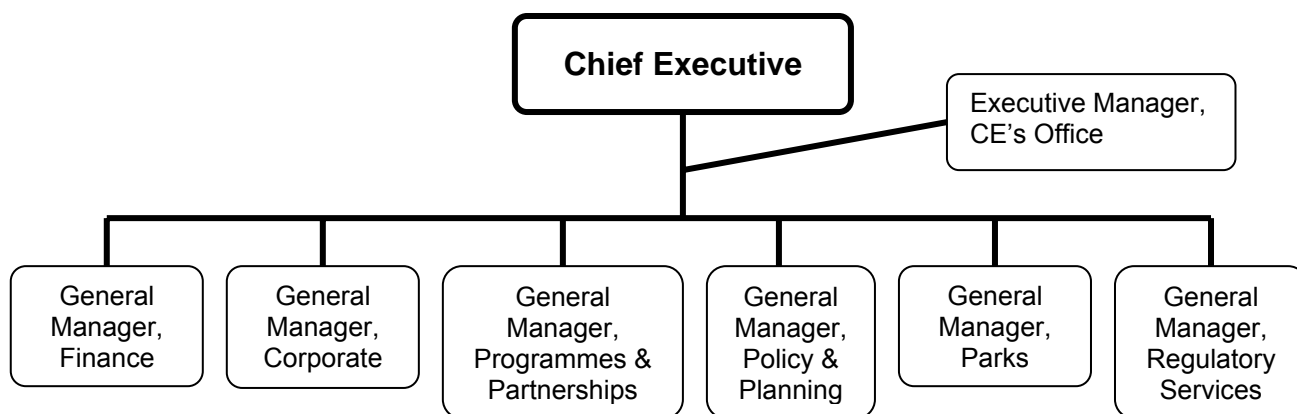 Chief Executive
Executive Manager,
CE’s Office
General
Manager,
Finance
General
Manager,
Corporate
General
Manager,
Programmes &
Partnerships
General
Manager,
Policy &
Planning
General
Manager,
Parks
General
Manager,
Regulatory
Services